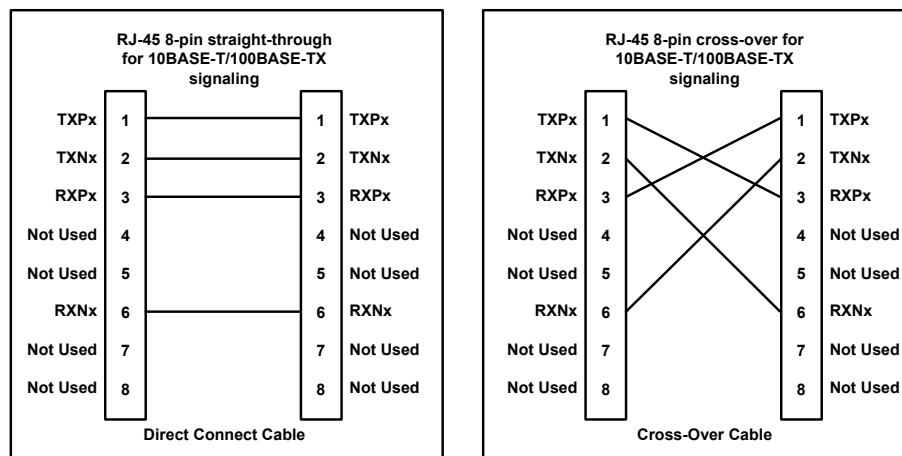 RJ-45 8-pin straight-through
for 10BASE-T/100BASE-TX
signaling
TXPx 1 1 TXPx
TXNx 2 2 TXNx
RXPx 3 3 RXPx
Not Used 4 4 Not Used
Not Used 5 5 Not Used
RXNx 6 6 RXNx
Not Used 7 7 Not Used
Not Used 8 8 Not Used
Direct Connect Cable
RJ-45 8-pin cross-over for
10BASE-T/100BASE-TX
signaling
TXPx 1 1 TXPx
TXNx 2 2 TXNx
RXPx 3 3 RXPx
Not Used 4 4 Not Used
Not Used 5 5 Not Used
RXNx 6 6 RXNx
Not Used 7 7 Not Used
Not Used 8 8 Not Used
Cross-Over Cable